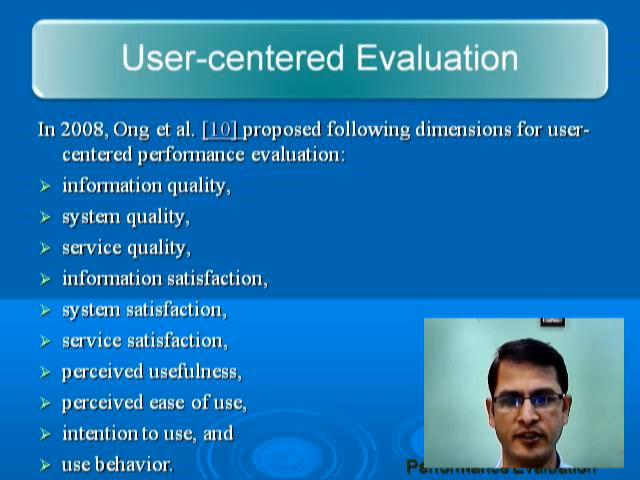 User-centered Evaluation
In 2008, Ong et al. [10] proposed following dimensions for user-
centered performance evaluation:
information quality,
system quality,
service quality,
information satisfaction,
system satisfaction,
service satisfaction,
perceived usefulness,
perceived ease of use,
intention to use, and
use behavior.
Performance Evaluation